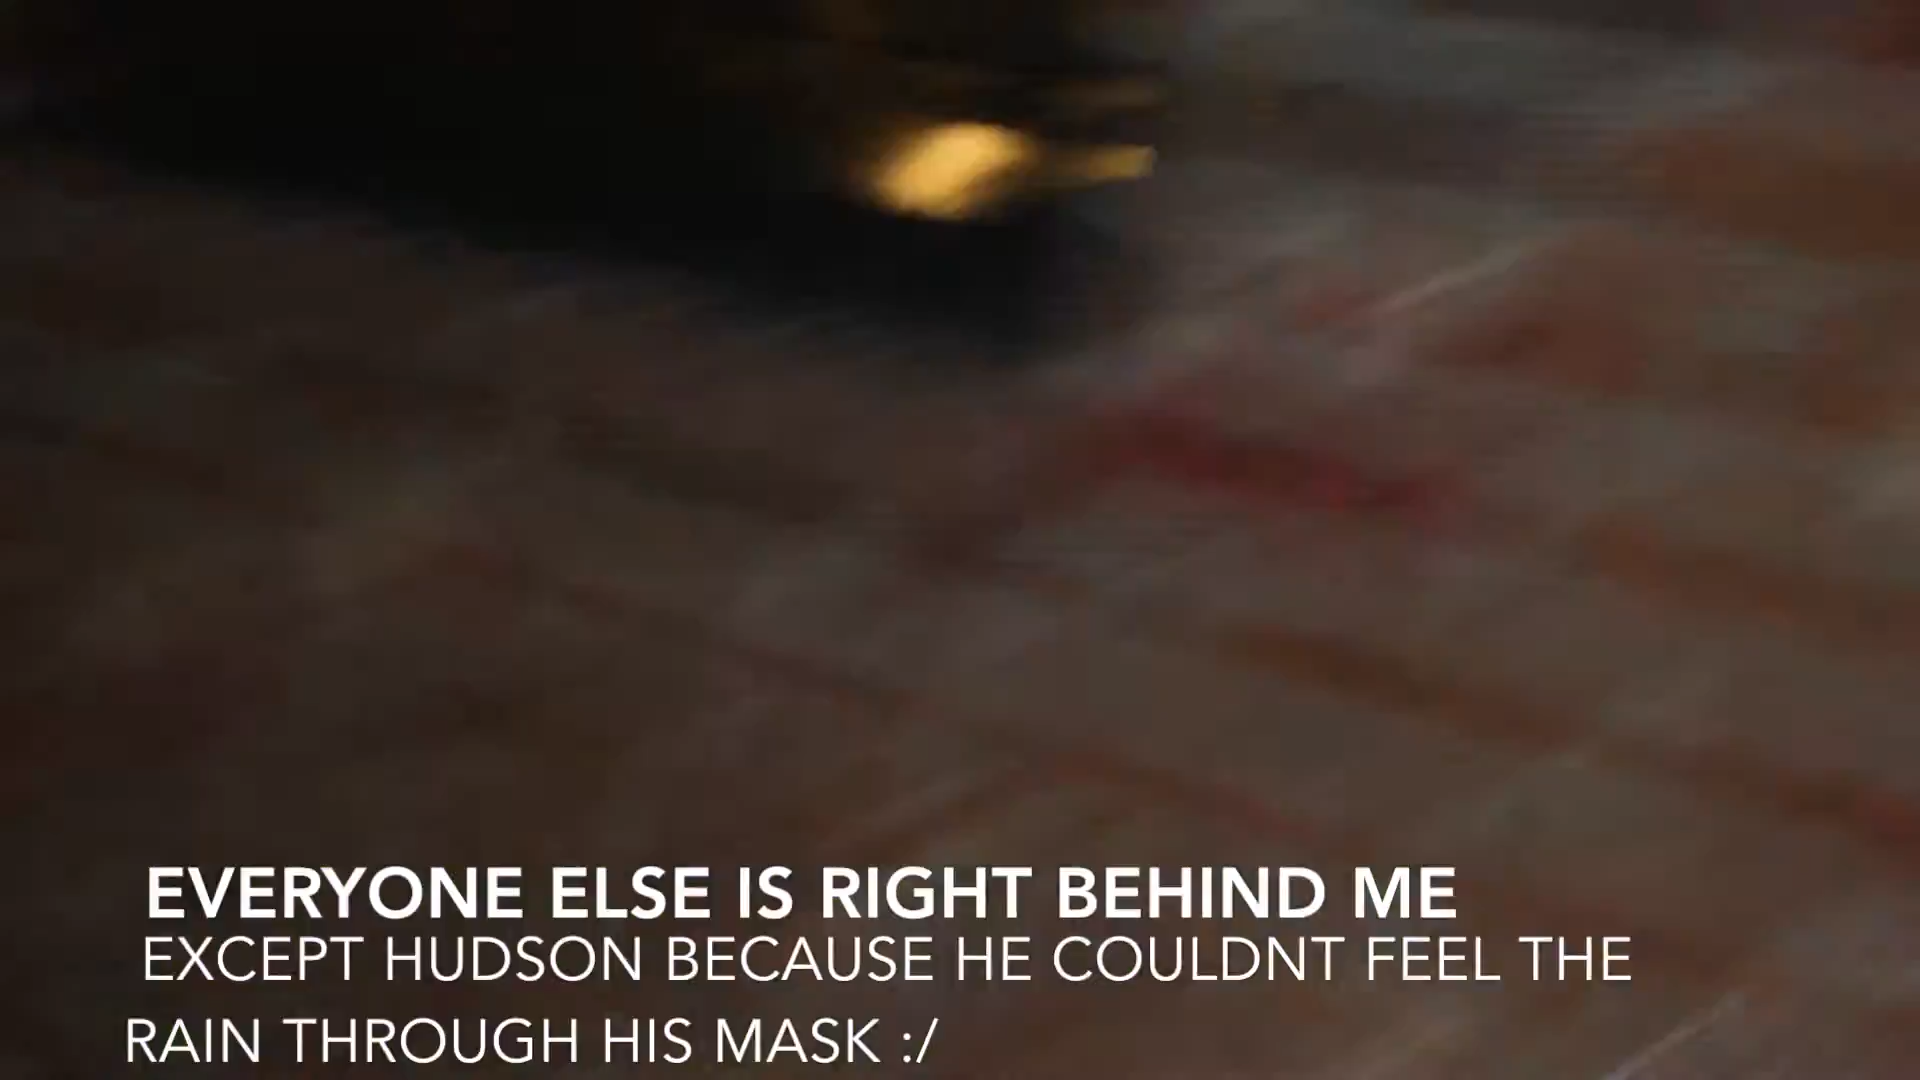 EVERYONE ELSE IS RIGHT BEHIND ME
EXCEPT HUDSON BECAUSE HE COULDNT FEEL THE
RAIN THROUGH HIS MASK :/